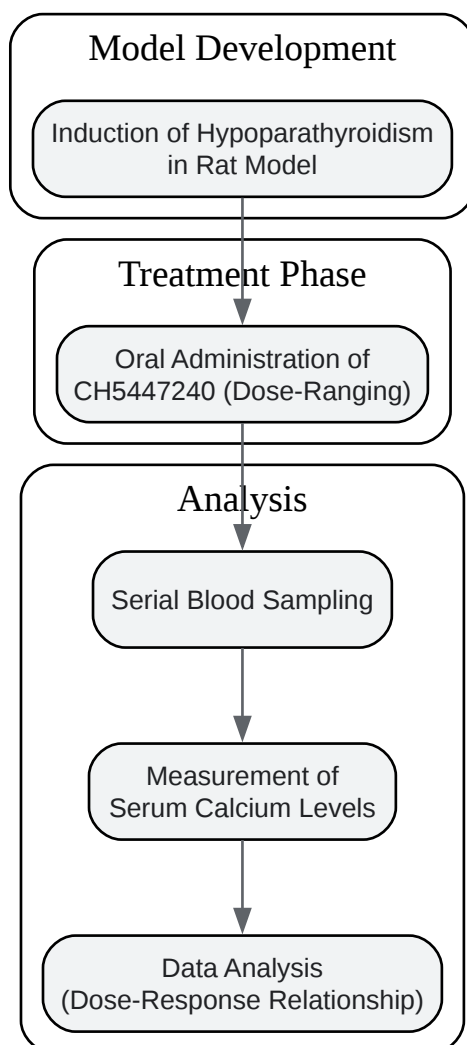 Model Development
Induction of Hypoparathyroidism
in Rat Model
Treatment Phase
Oral Administration of
CH5447240 (Dose-Ranging)
Analysis
Serial Blood Sampling
Measurement of
Serum Calcium Levels
Data Analysis
(Dose-Response Relationship)